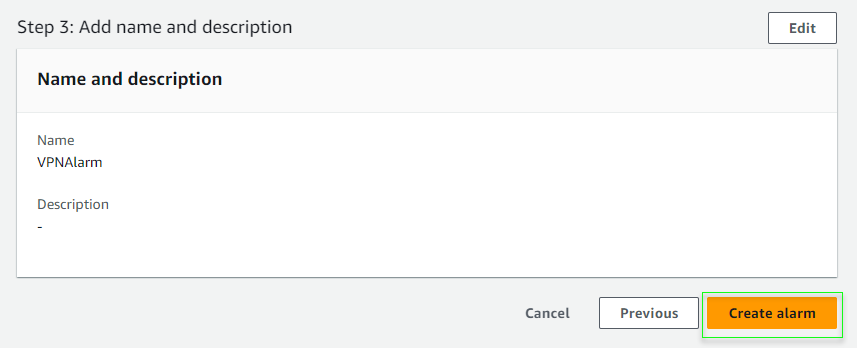 Step 3: Add name and description
Edit
Name and description
Name
VPNAlarm
Description
-
Cancel
Previous
Create alarm